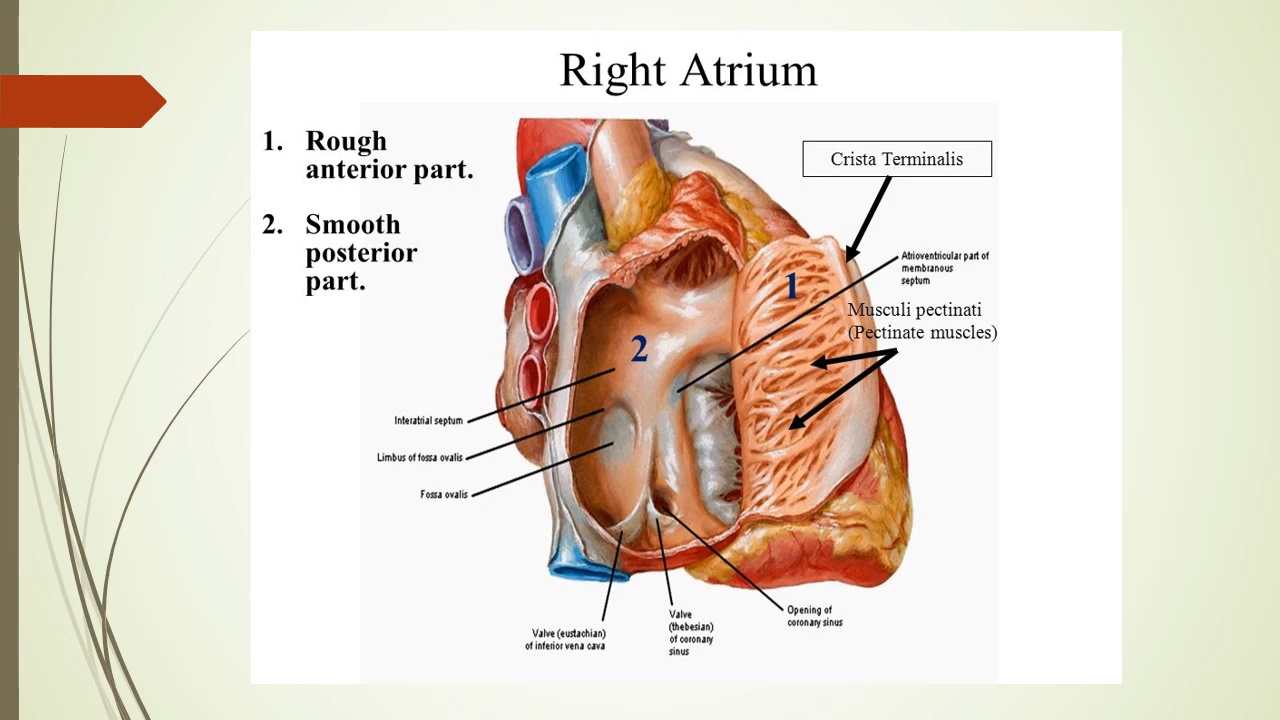 Right Atrium
1. Rough
anterior part.
2. Smooth
posterior
part.
Crista Terminalis
Atrioventricular part of
membranous
septum
1
Musculi pectinati
(Pectinate muscles)
2
Interatrial septum
Limbus of fossa ovalis
Fossa ovalis
Valve (eustachian)
of inferior vena cava
Valve
(thebesian)
of coronary
sinus
Opening of
coronary sinus